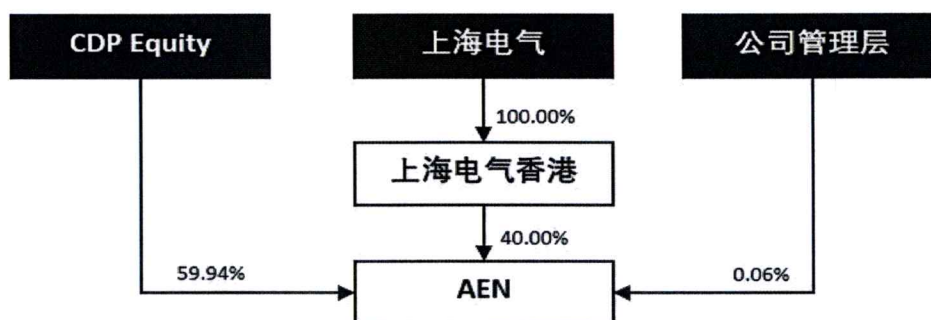 CDP Equity
上海电气
公司管理层
100.00%
上海电气香港
40.00%
59.94%
AEN
0.06%